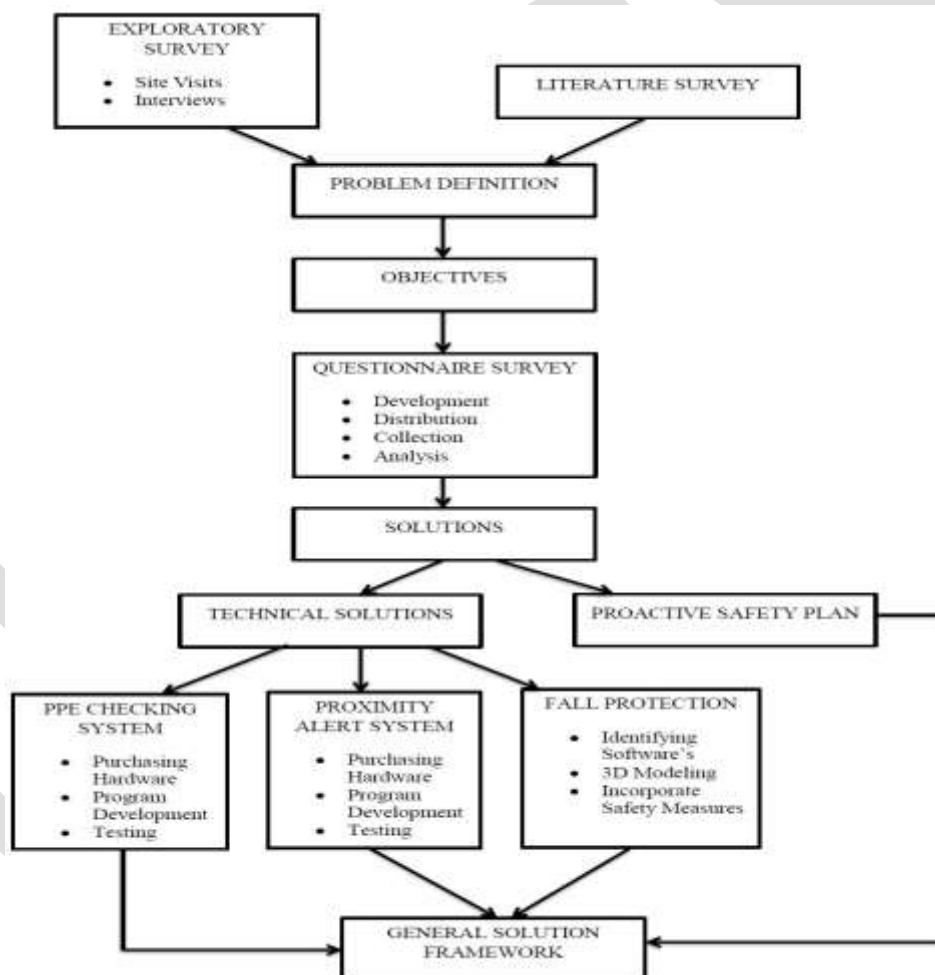 EXPLORATORY
SURVEY
• Site Visits
• Interviews
LITERATURE SURVEY
PROBLEM DEFINITION
OBJECTIVES
QUESTIONNAIRE SURVEY
• Development
• Distribution
• Collection
• Analysis
SOLUTIONS
TECHNICAL SOLUTIONS
PROACTIVE SAFETY PLAN
PPE CHECKING
SYSTEM
• Purchasing
Hardware
• Program
Development
• Testing
PROXIMITY
ALERT SYSTEM
• Purchasing
Hardware
• Program
Development
• Testing
FALL PROTECTION
• Identifying
Software`s
• 3D Modeling
• Incorporate
Safety Measures
GENERAL SOLUTION
FRAMEWORK